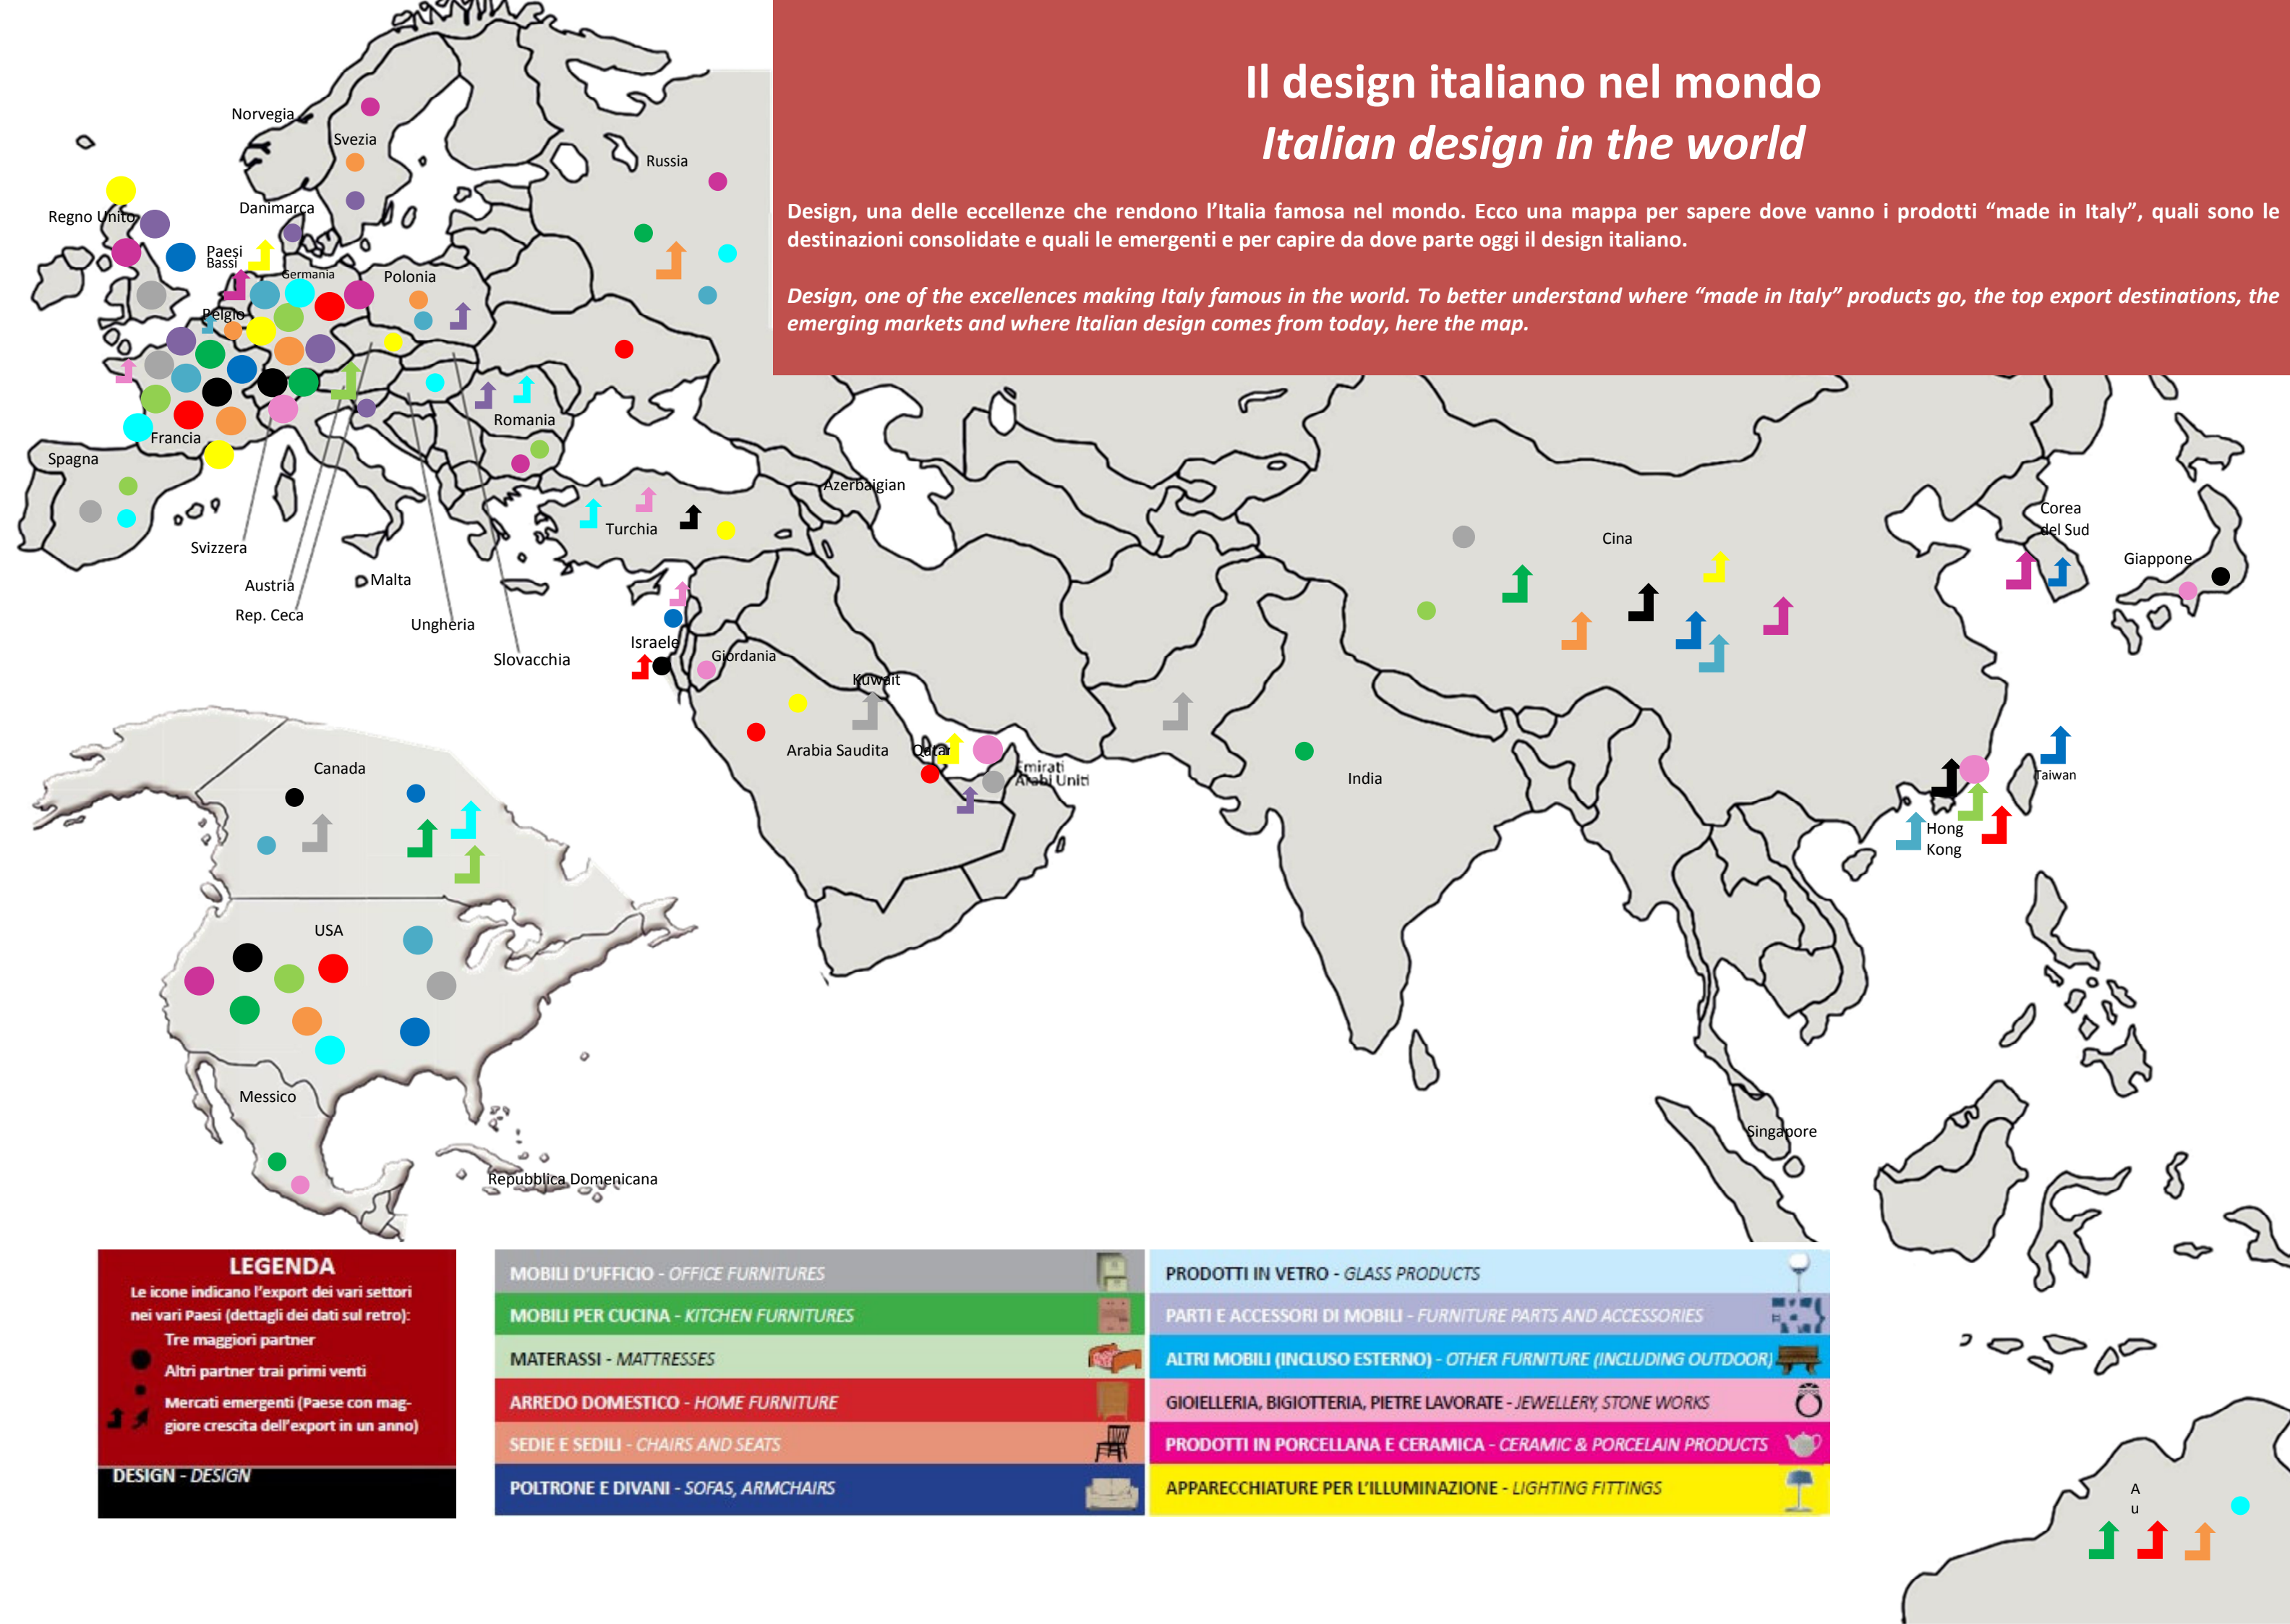 Il design italiano nel mondo
Italian design in the world
Design, una delle eccellenze che rendono l'Italia famosa nel mondo. Ecco una mappa per sapere dove vanno i prodotti “made in Italy”, quali sono le
destinazioni consolidate e quali le emergenti e per capire da dove parte oggi il design italiano.
Design, one of the excellences making Italy famous in the world. To better understand where “made in Italy” products go, the top export destinations, the
emerging markets and where Italian design comes from today, here the map.
Norvegia
Svezia
Russia
Danimarca
Regno Unito
Paesi
Bassi
Germania
Polonia
Belgio
Francia
Romania
Spagna
Azerbaigian
Turchia
Svizzera
Austria
Malta
Rep. Ceca
Ungheria
Slovacchia
Israele
Giordania
Kuwait
Arabia Saudita
Qatar
Emirati
Arabi Uniti
India
Cina
Corea
del Sud
Giappone
Taiwan
Hong
Kong
Singapore
Canada
USA
Messico
Repubblica Domenicana
A
u
LEGENDA
Le icone indicano l'export dei vari settori
nei vari Paesi (dettagli dei dati sul retro):
Tre maggiori partner
Altri partner trai primi venti
Mercati emergenti (Paese con mag-
giore crescita dell'export in un anno)
DESIGN - DESIGN
MOBILI D'UFFICIO - OFFICE FURNITURES
MOBILI PER CUCINA - KITCHEN FURNITURES
MATERASSI - MATTRESSES
ARREDO DOMESTICO - HOME FURNITURE
SEDIE E SEDILI - CHAIRS AND SEATS
POLTRONE E DIVANI - SOFAS, ARMCHAIRS
PRODOTTI IN VETRO - GLASS PRODUCTS
PARTI E ACCESSORI DI MOBILI - FURNITURE PARTS AND ACCESSORIES
ALTRI MOBILI (INCLUSO ESTERNO) - OTHER FURNITURE (INCLUDING OUTDOOR)
GIOIELLERIA, BIGIOTTERIA, PIETRE LAVORATE - JEWELLERY, STONE WORKS
PRODOTTI IN PORCELLANA E CERAMICA - CERAMIC & PORCELAIN PRODUCTS
APPARECCHIATURE PER L'ILLUMINAZIONE - LIGHTING FITTINGS